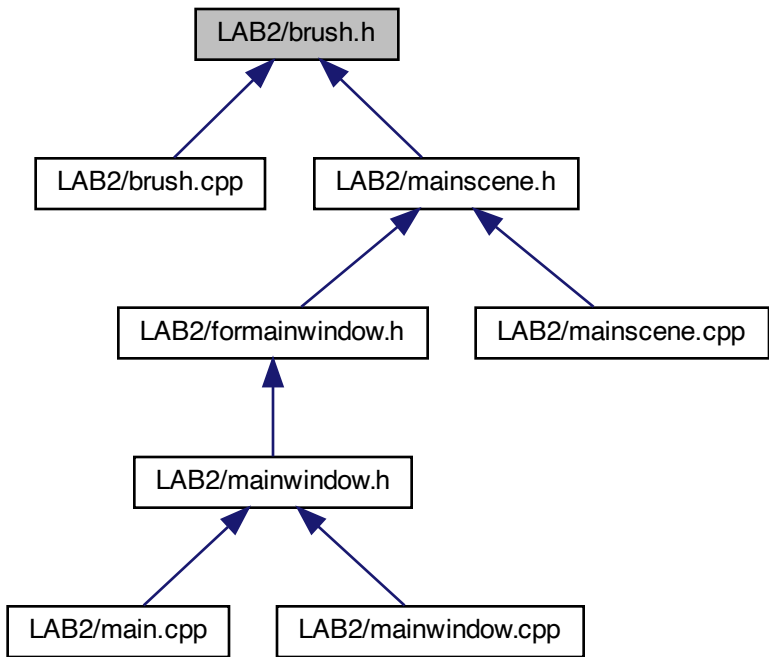 LAB2/brush.h
LAB2/brush.cpp
LAB2/mainscene.h
LAB2/formainwindow.h
LAB2/mainscene.cpp
LAB2/mainwindow.h
LAB2/main.cpp
LAB2/mainwindow.cpp